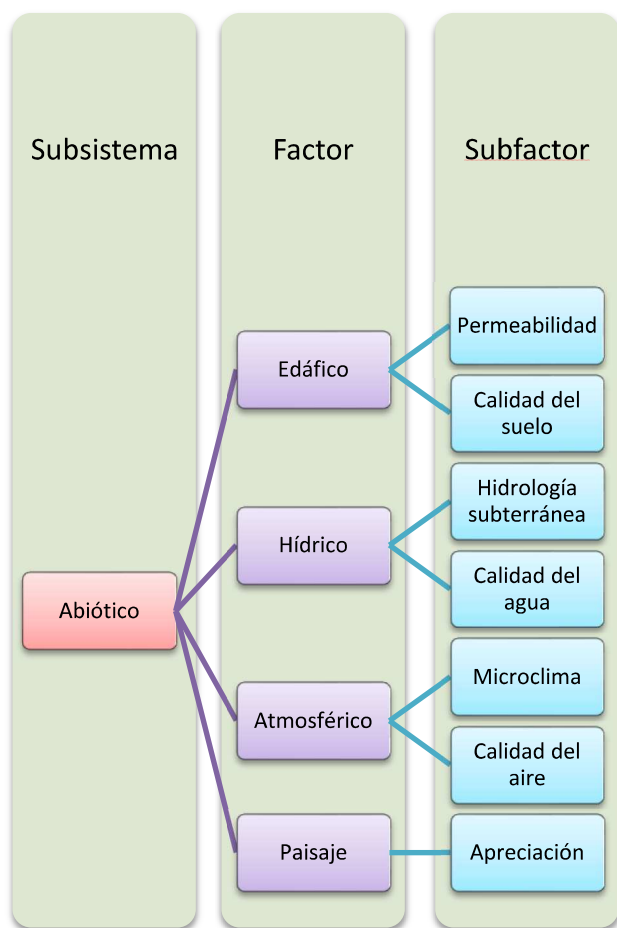 Subsistema
Factor
Subfactor
Abiótico
Edáfico
Permeabilidad
Calidad del
suelo
Hídrico
Hidrología
subterránea
Calidad del
agua
Atmosférico
Microclima
Calidad del
aire
Paisaje
Apreciación